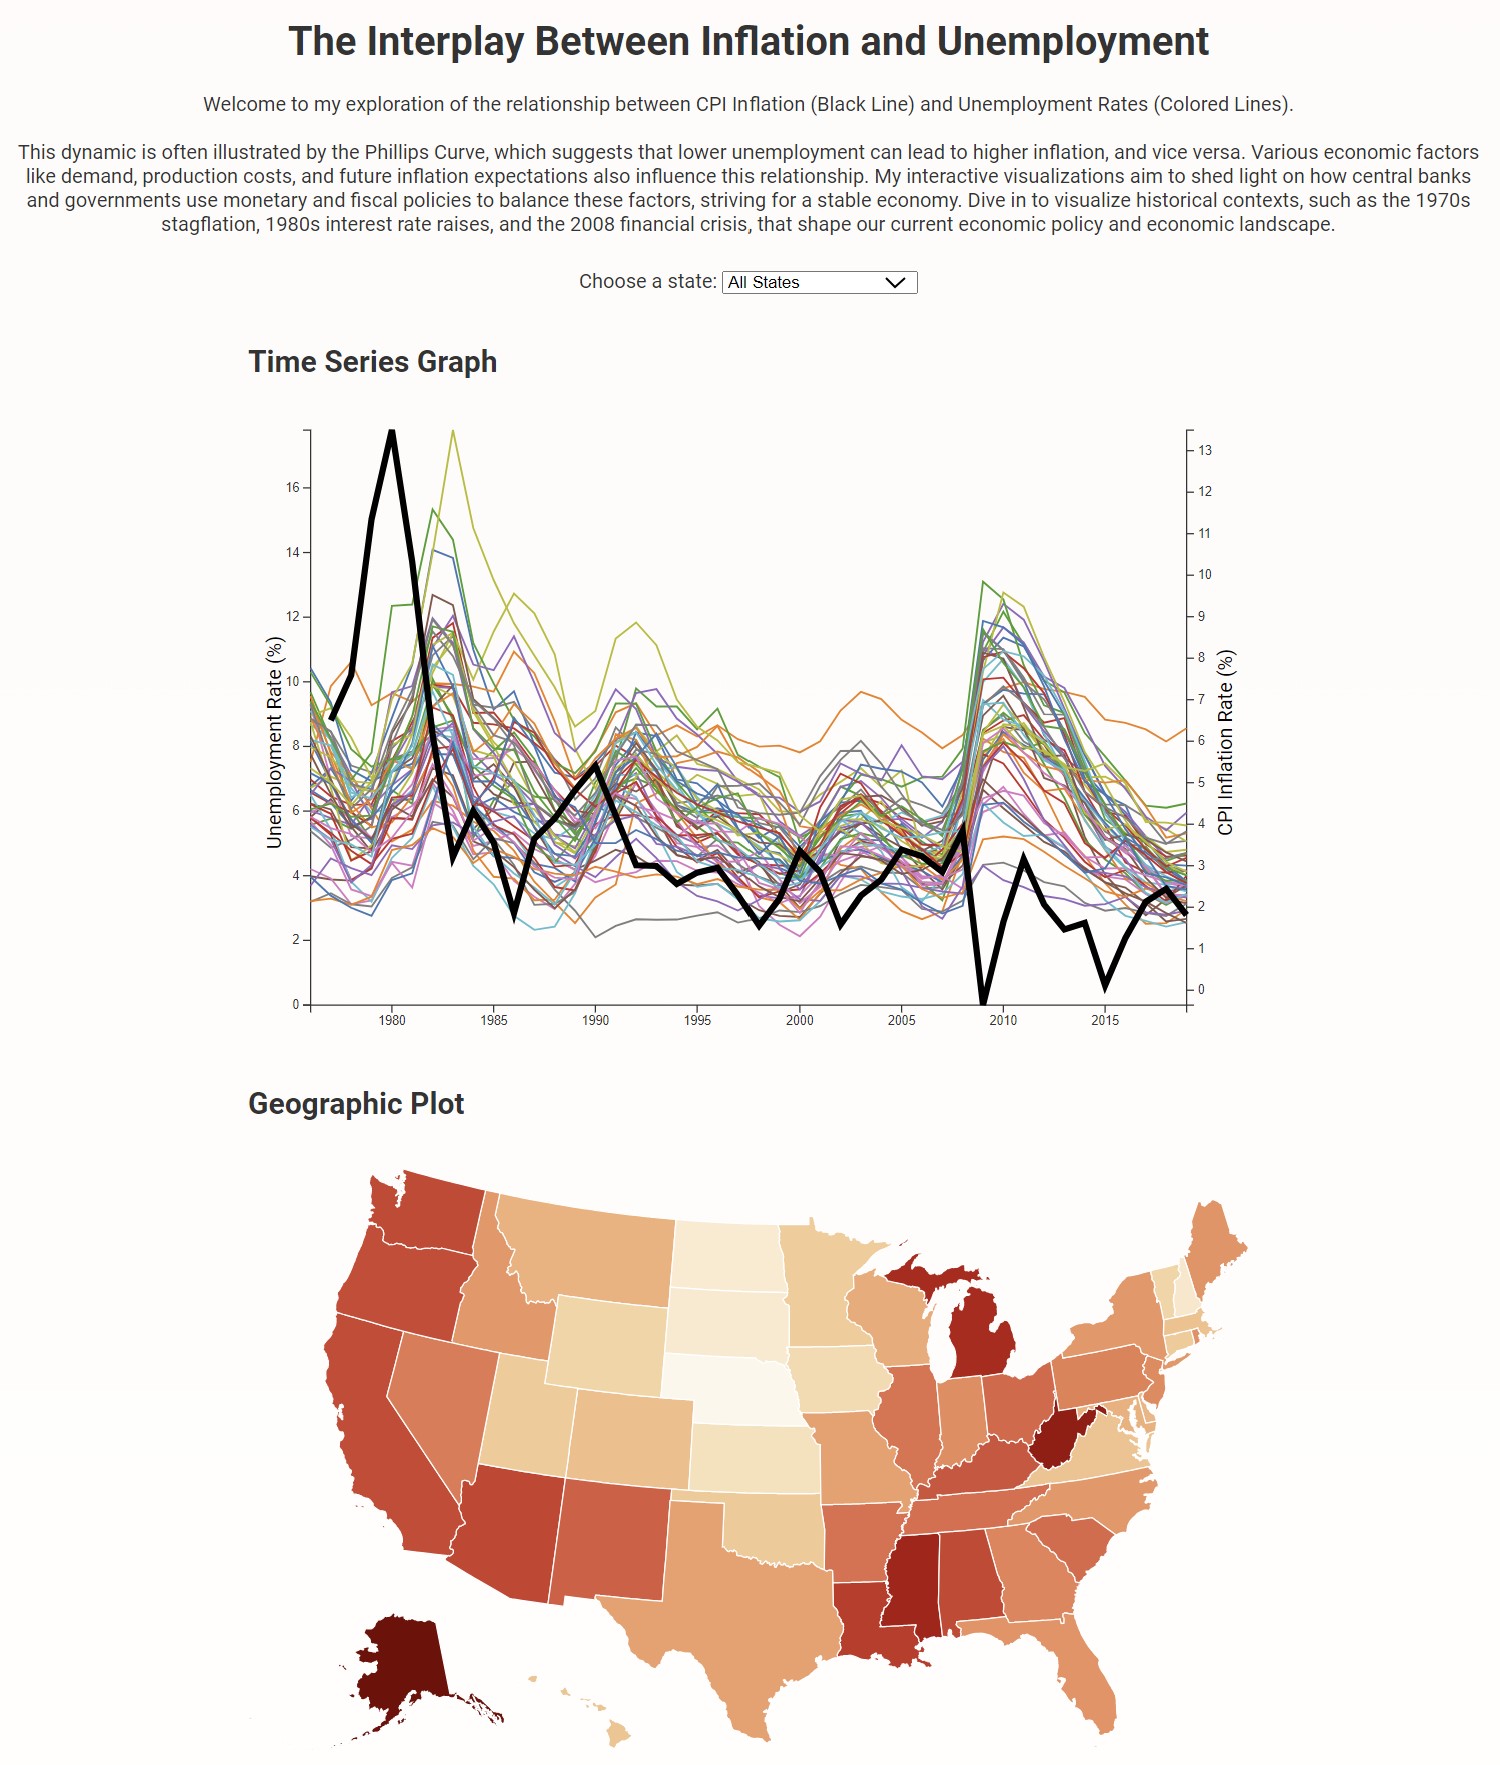 The Interplay Between Inflation and Unemployment
Welcome to my exploration of the relationship between CPI Inflation (Black Line) and Unemployment Rates (Colored Lines).
This dynamic is often illustrated by the Phillips Curve, which suggests that lower unemployment can lead to higher inflation, and vice versa. Various economic factors
like demand, production costs, and future inflation expectations also influence this relationship. My interactive visualizations aim to shed light on how central banks
and governments use monetary and fiscal policies to balance these factors, striving for a stable economy. Dive in to visualize historical contexts, such as the 1970s
stagflation, 1980s interest rate raises, and the 2008 financial crisis, that shape our current economic policy and economic landscape.
Choose a state: All States
Time Series Graph
Unemployment Rate (%)
16
14
12
10
8
6
4
2
0
13
12
11
10
9
8
7
6
5
4
3
2
1
0
CPI Inflation Rate (%)
1980 1985 1990 1995 2000 2005 2010 2015
Geographic Plot